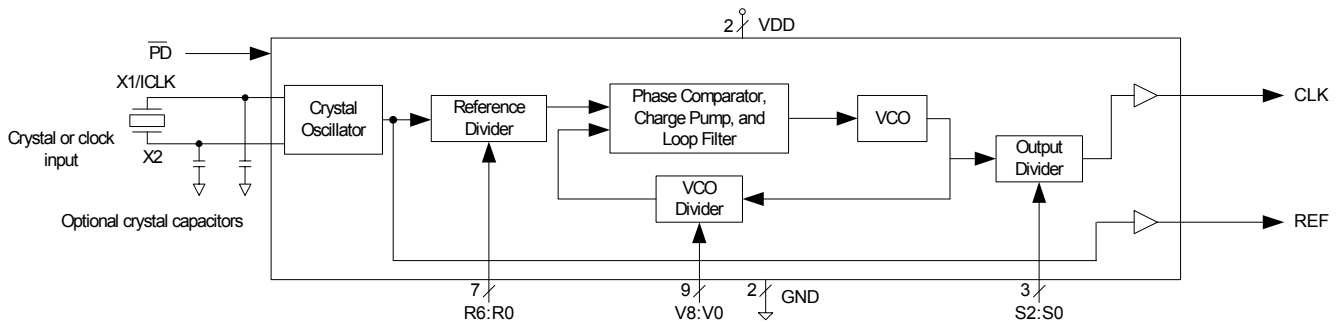 2 VDD
PD
X1/ICLK
Crystal or clock
input
X2
Optional crystal capacitors
Crystal
Oscillator
Reference
Divider
Phase Comparator,
Charge Pump, and
Loop Filter
VCO
VCO
Divider
Output
Divider
CLK
REF
7
R6:R0
9
V8:V0
2
GND
3
S2:S0